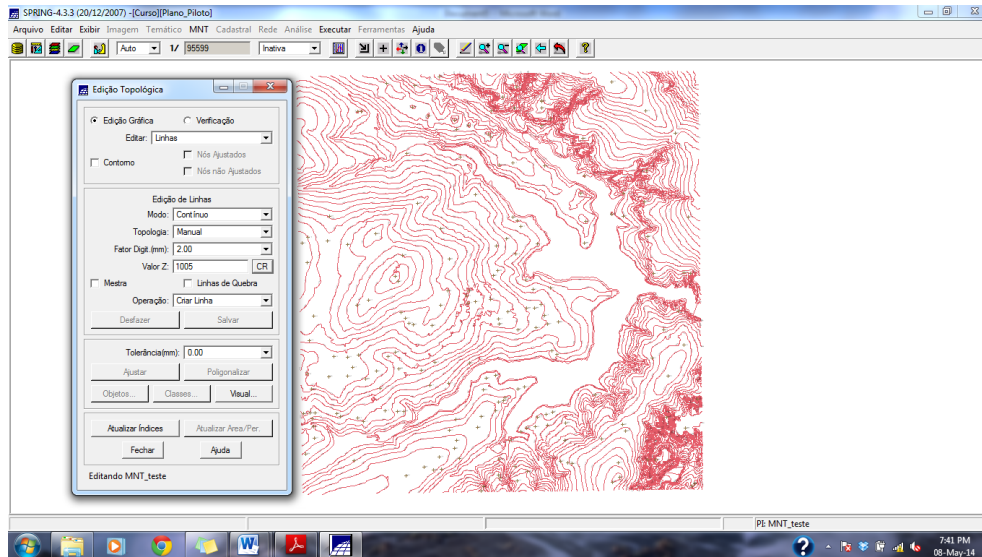 SPRING-4.3.3 (20/12/2007) -[Curso][Plano_Piloto]
Arquivo Editar Exibir Imagem Temático MNT Cadastral Rede Análise Executar Ferramentas Ajuda
Auto 1/ 95599 Inativa
Edição Topológica
Edição Gráfica Verificação
Editar: Linhas
Contorno Nós Ajustados
Nós não Ajustados
Edição de Linhas
Modo: Contínuo
Topologia: Manual
Fator Digit.(mm): 2.00
Valor Z: 1005 CR
Mestra Linhas de Quebra
Operação: Criar Linha
Desfazer Salvar
Tolerância(mm): 0.00
Ajustar Poligonalizar
Objetos... Classes... Visual...
Atualizar Índices Atualizar Area/Per.
Fechar Ajuda
Editando MNT_teste
PI: MNT_teste
7:41 PM
08-May-14